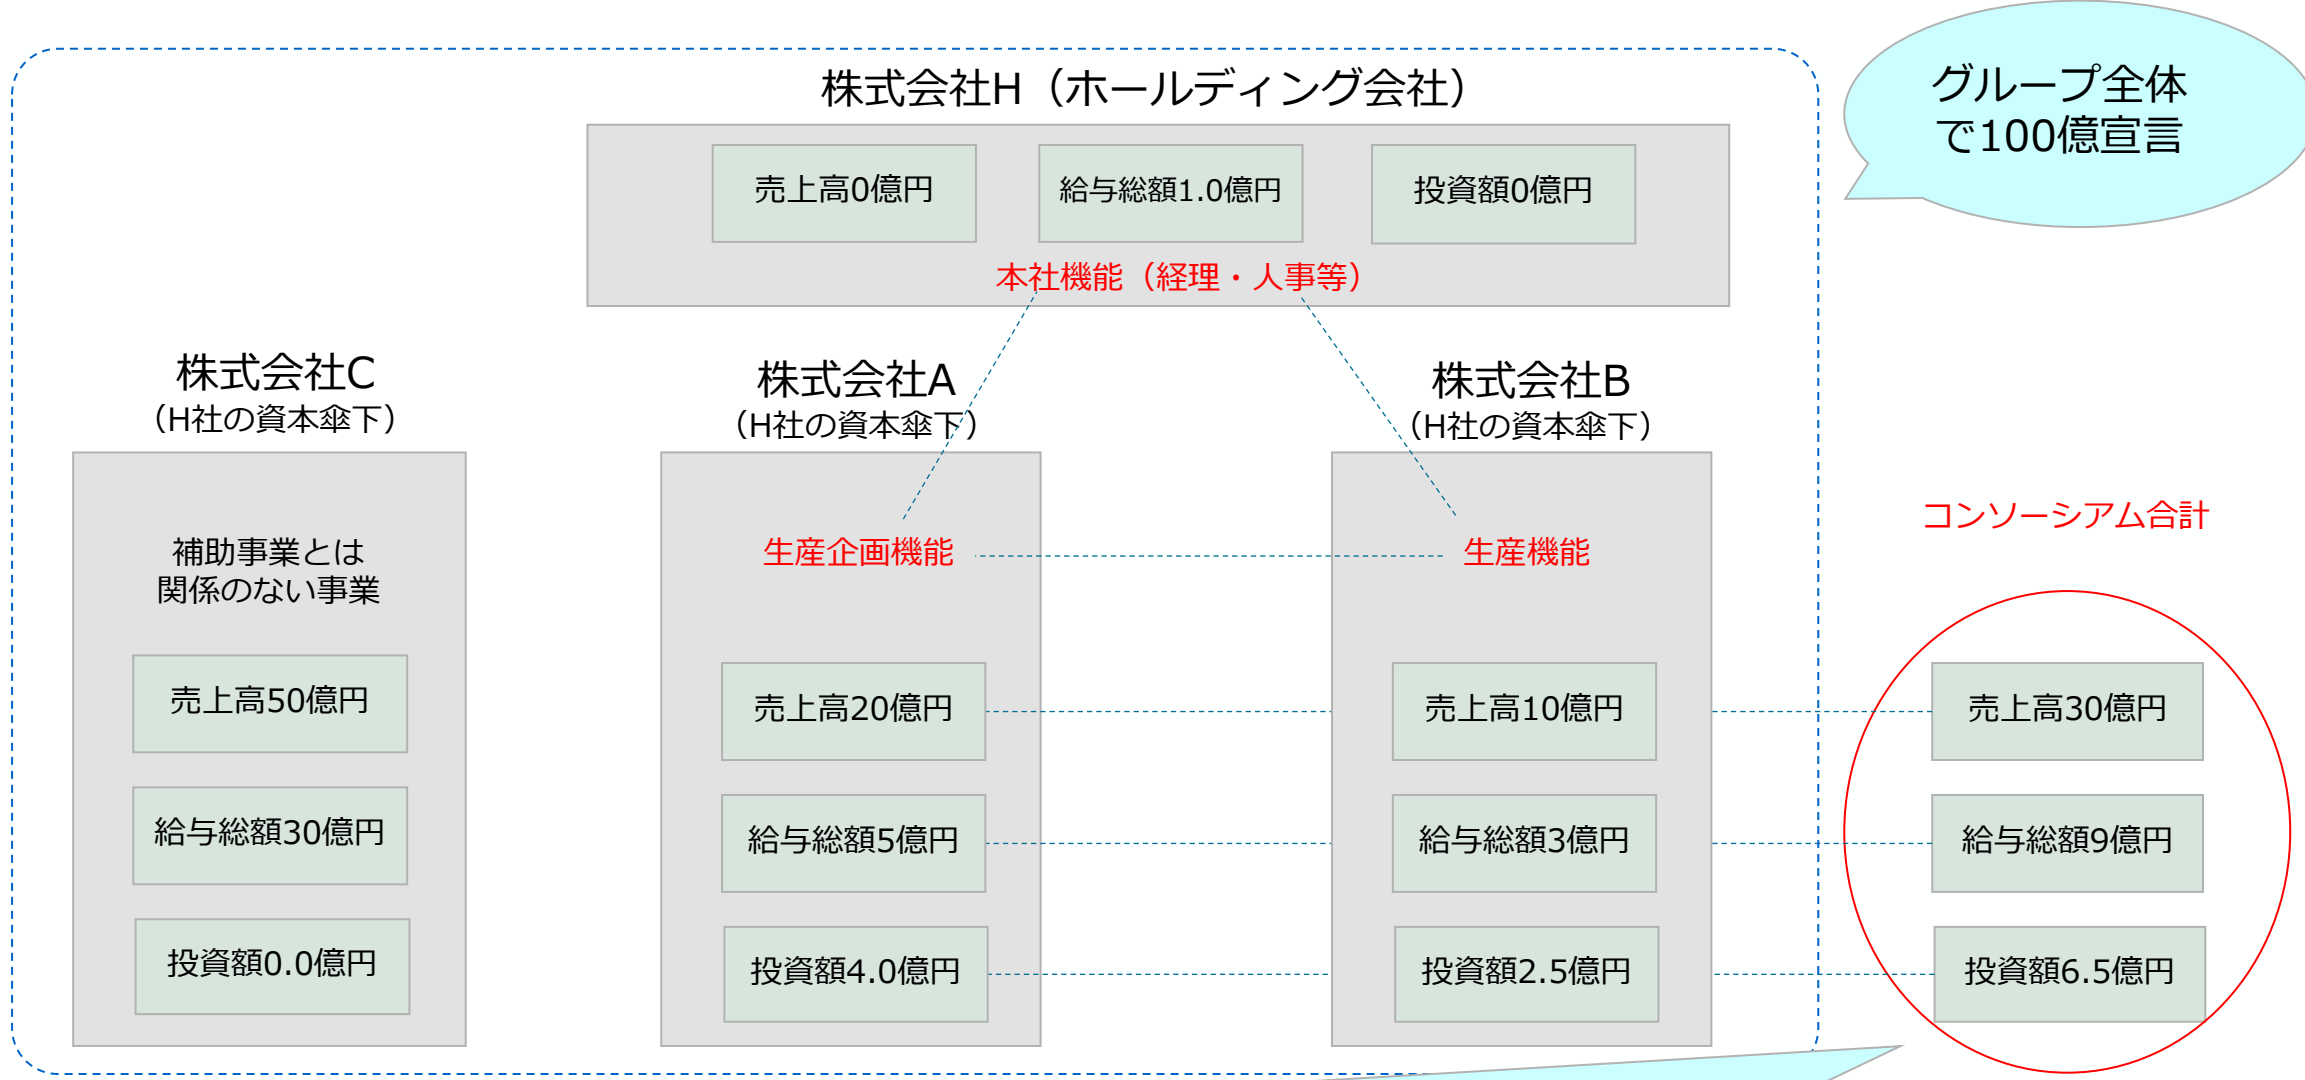 グループ全体
で100億宣言
株式会社H（ホールディング会社）
売上高0億円
給与総額1.0億円
投資額0億円
本社機能（経理・人事等）
株式会社C
（H社の資本傘下）
補助事業とは
関係のない事業
売上高50億円
給与総額30億円
投資額0.0億円
株式会社A
（H社の資本傘下）
生産企画機能
売上高20億円
給与総額5億円
投資額4.0億円
株式会社B
（H社の資本傘下）
生産機能
売上高10億円
給与総額3億円
投資額2.5億円
コンソーシアム合計
売上高30億円
給与総額9億円
投資額6.5億円